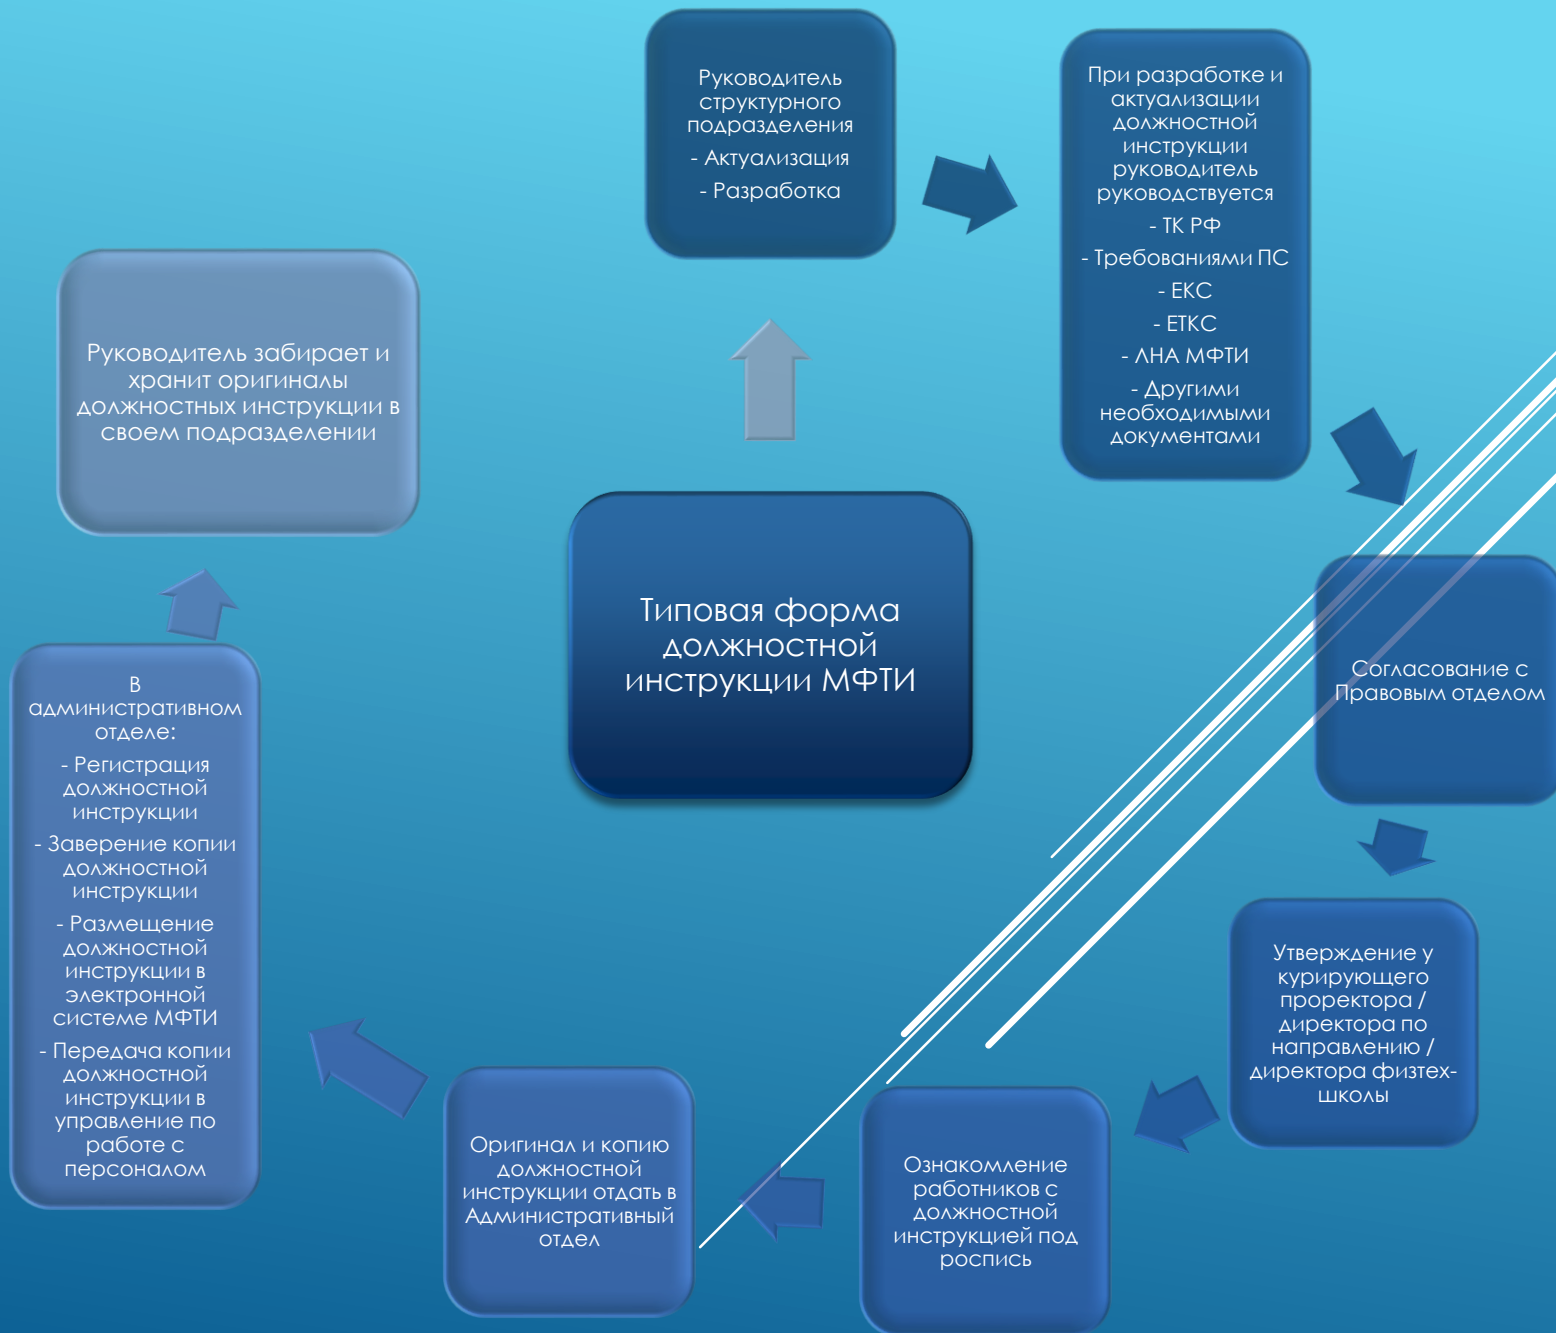 Руководитель
структурного
подразделения
- Актуализация
- Разработка
При разработке и
актуализации
должностной
инструкции
руководитель
руководствуется
- ТК РФ
- Требованиями ПС
- ЕКС
- ЕТКС
- ЛНА МФТИ
- Другими
необходимыми
документами
Согласование с
Правовым отделом
Утверждение у
курирующего
проректора /
директора по
направлению /
директора физтех-
школы
Ознакомление
работников с
должностной
инструкцией под
роспись
Оригинал и копию
должностной
инструкции отдать в
Административный
отдел
В
административном
отделе:
- Регистрация
должностной
инструкции
- Заверение копии
должностной
инструкции
- Размещение
должностной
инструкции в
электронной
системе МФТИ
- Передача копии
должностной
инструкции в
управление по
работе с
персоналом
Руководитель забирает и
хранит оригиналы
должностных инструкции в
своем подразделении
Типовая форма
должностной
инструкции МФТИ